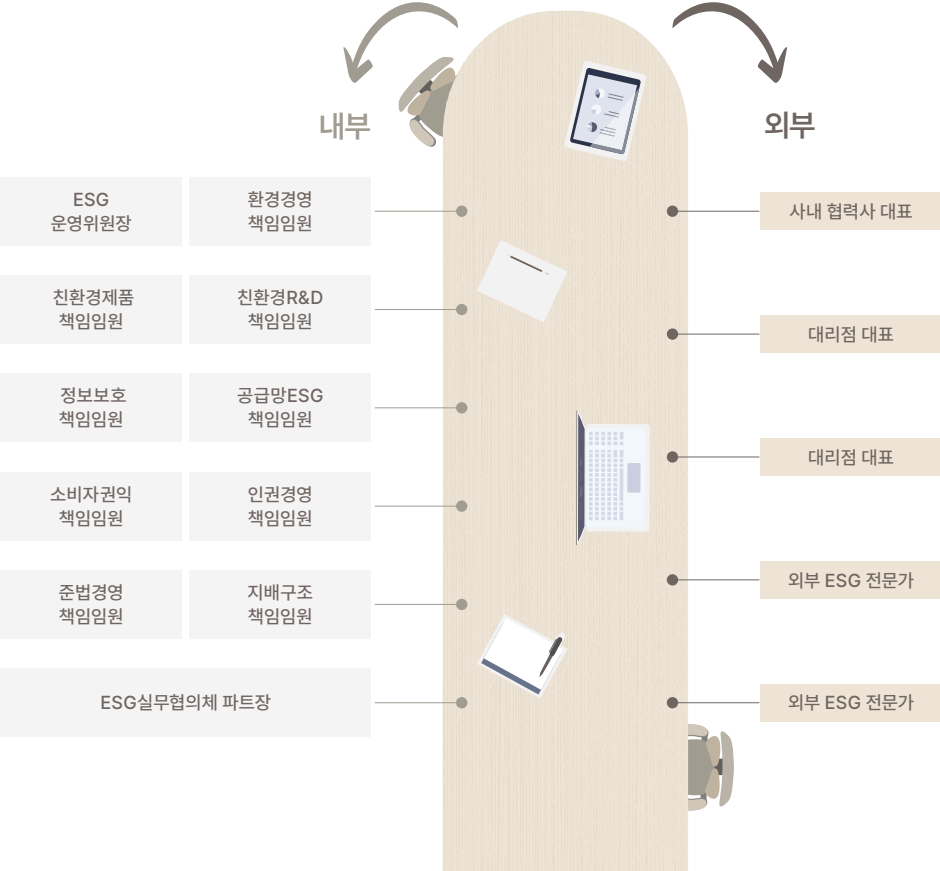 내부
외부
ESG
운영위원장
환경경영
책임임원
사내 협력사 대표
친환경제품
책임임원
친환경R&D
책임임원
대리점 대표
정보보호
책임임원
공급망ESG
책임임원
대리점 대표
소비자권익
책임임원
인권경영
책임임원
외부 ESG 전문가
준법경영
책임임원
지배구조
책임임원
ESG실무협의체 파트장
외부 ESG 전문가